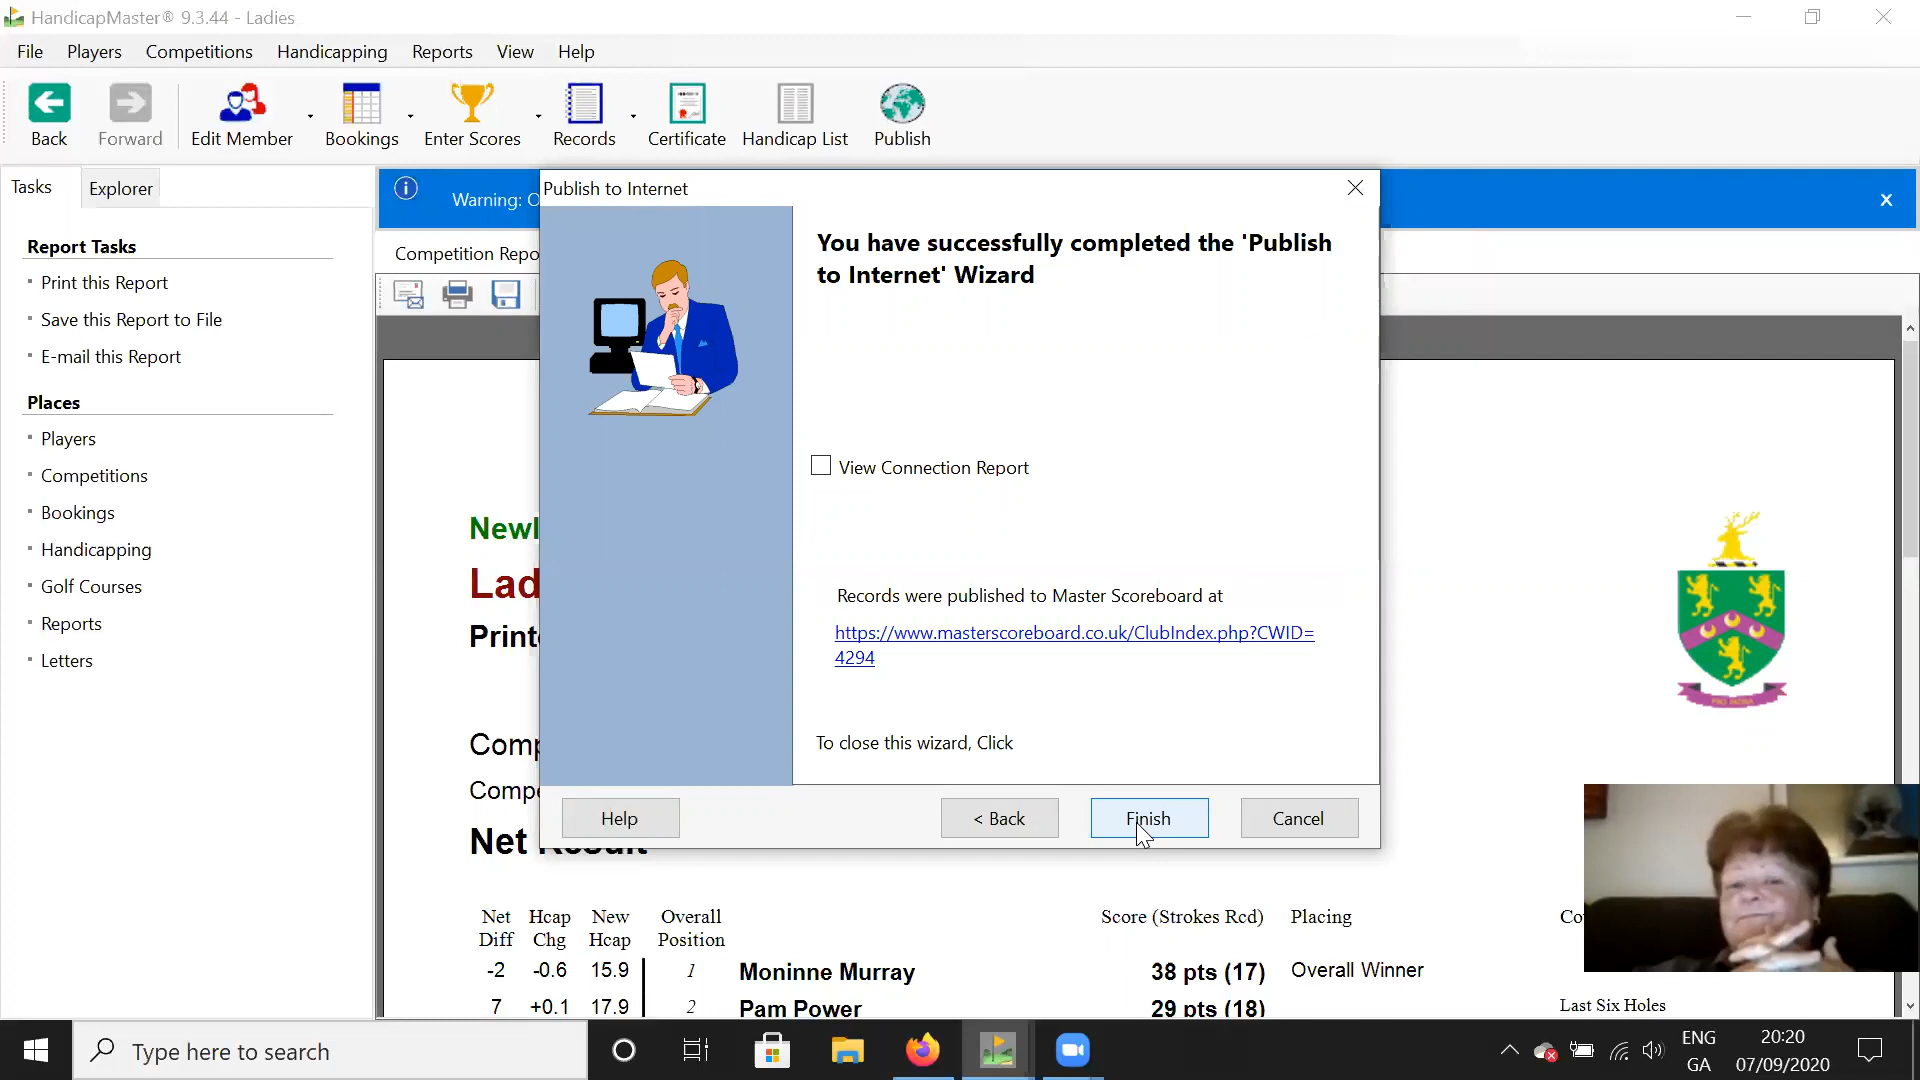 HandicapMaster® 9.3.44 - Ladies
File Players Competitions Handicapping Reports View Help
Back Forward Edit Member Bookings Enter Scores Records Certificate Handicap List Publish
Tasks Explorer
Report Tasks
Print this Report
Save this Report to File
E-mail this Report
Places
Players
Competitions
Bookings
Handicapping
Golf Courses
Reports
Letters
Warning:
Competition
Publish to Internet
You have successfully completed the 'Publish
to Internet' Wizard
View Connection Report
Records were published to Master Scoreboard at
https://www.masterscoreboard.co.uk/ClubIndex.php?CWID=
4294
To close this wizard, Click
Help < Back Finish Cancel
Net Result
Net Hcap New Overall Score (Strokes Rcd) Placing
Diff Chg Hcap Position
-2 -0.6 15.9 1 Moninne Murray 38 pts (17) Overall Winner
7 +0.1 17.9 2 Pam Power 29 pts (18) Last Six Holes
Type here to search
ENG
GA
20:20
07/09/2020